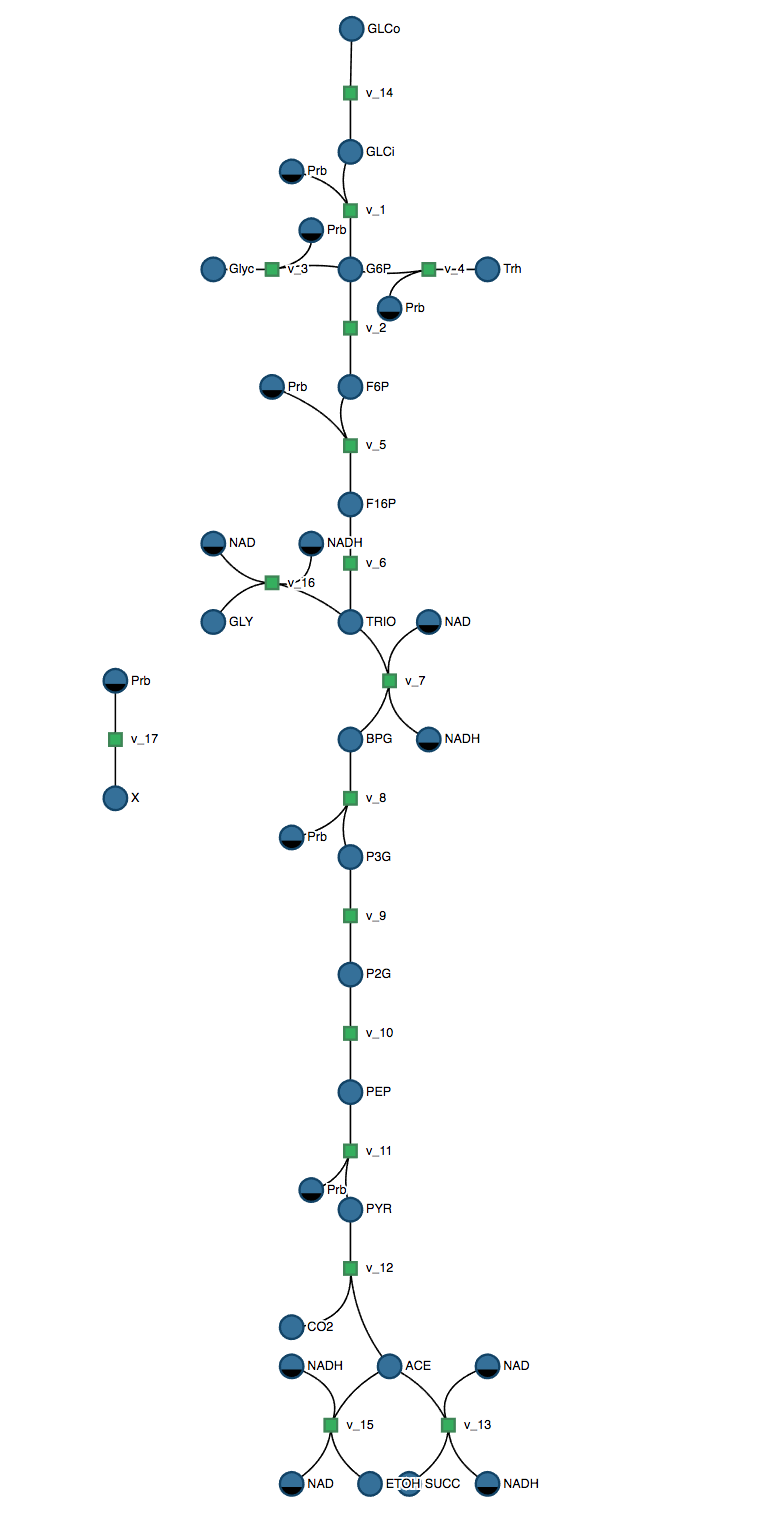 GLCo
v_14
GLCi
Prb
v_1
Prb
Glyc
v_3
G6P
v_4
Trh
Prb
v_2
Prb
F6P
v_5
F16P
NAD
NADH
v_6
v_16
GLY
TRIO
NAD
Prb
v_7
v_17
BPG
NADH
X
v_8
Prb
P3G
v_9
P2G
v_10
PEP
v_11
Prb
PYR
v_12
CO2
NADH
ACE
NAD
v_15
v_13
NAD
ETOH
SUCC
NADH